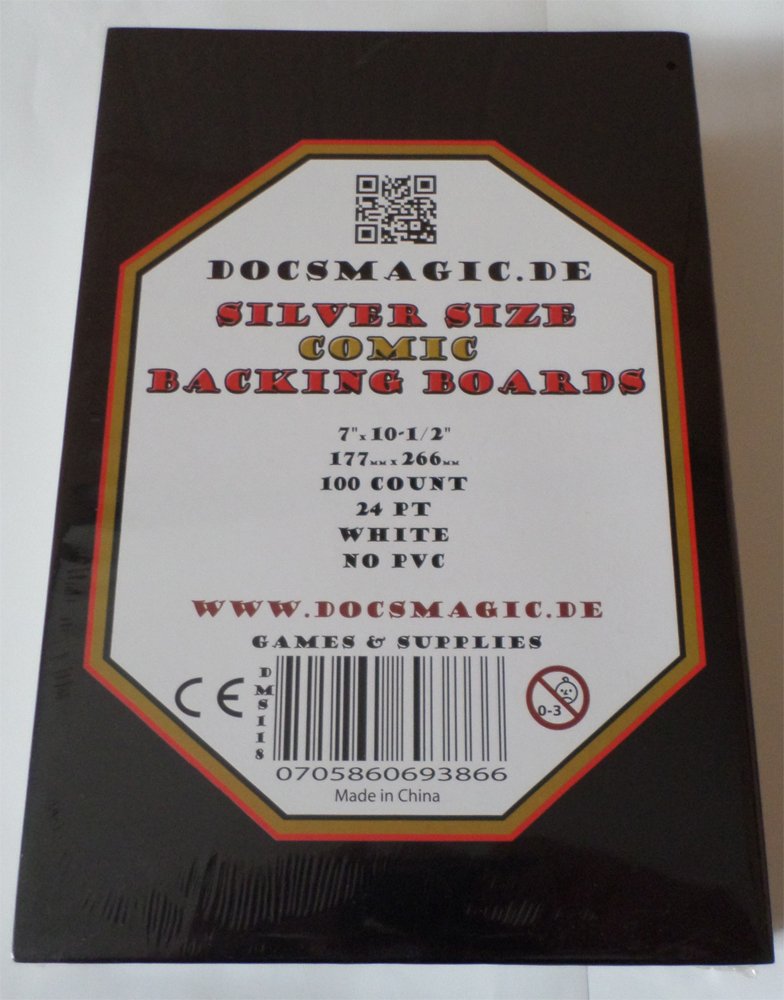 DOCSMAGIC.DE
SILVER SIZE
COMIC
BACKING BOARDS
7" x 10-1/2"
177mm x 266mm
100 COUNT
24 PT
WHITE
NO PVC
WWW.DOCSMAGIC.DE
GAMES & SUPPLIES
CE
DMS118
0-3
0705860693866
Made in China